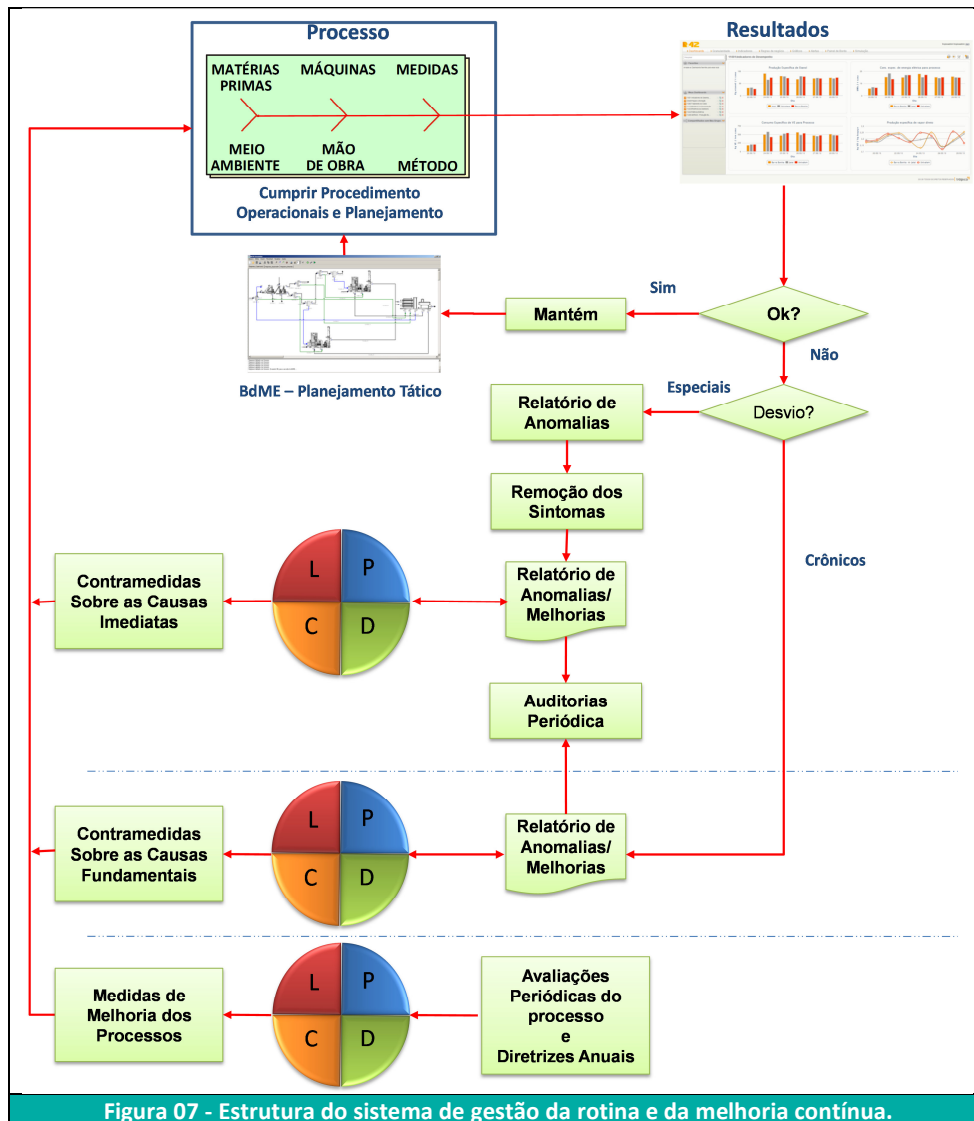 Processo
Resultados
MATÉRIAS
PRIMAS
MÁQUINAS
MEDIDAS
MEIO
AMBIENTE
MÃO
DE OBRA
MÉTODO
Cumprir Procedimento
Operacionais e Planejamento
BdME – Planejamento Tático
Mantém
Sim
Ok?
Não
Especiais
Desvio?
Relatório de
Anomalias
Remoção dos
Sintomas
Crônicos
Contramedidas
Sobre as Causas
Imediatas
L
P
C
D
Relatório de
Anomalias/
Melhorias
Auditorias
Periódica
Contramedidas
Sobre as Causas
Fundamentais
L
P
C
D
Relatório de
Anomalias/
Melhorias
Medidas de
Melhoria dos
Processos
L
P
C
D
Avaliações
Periódicas do
processo
e
Diretrizes Anuais
Figura 07 - Estrutura do sistema de gestão da rotina e da melhoria contínua.